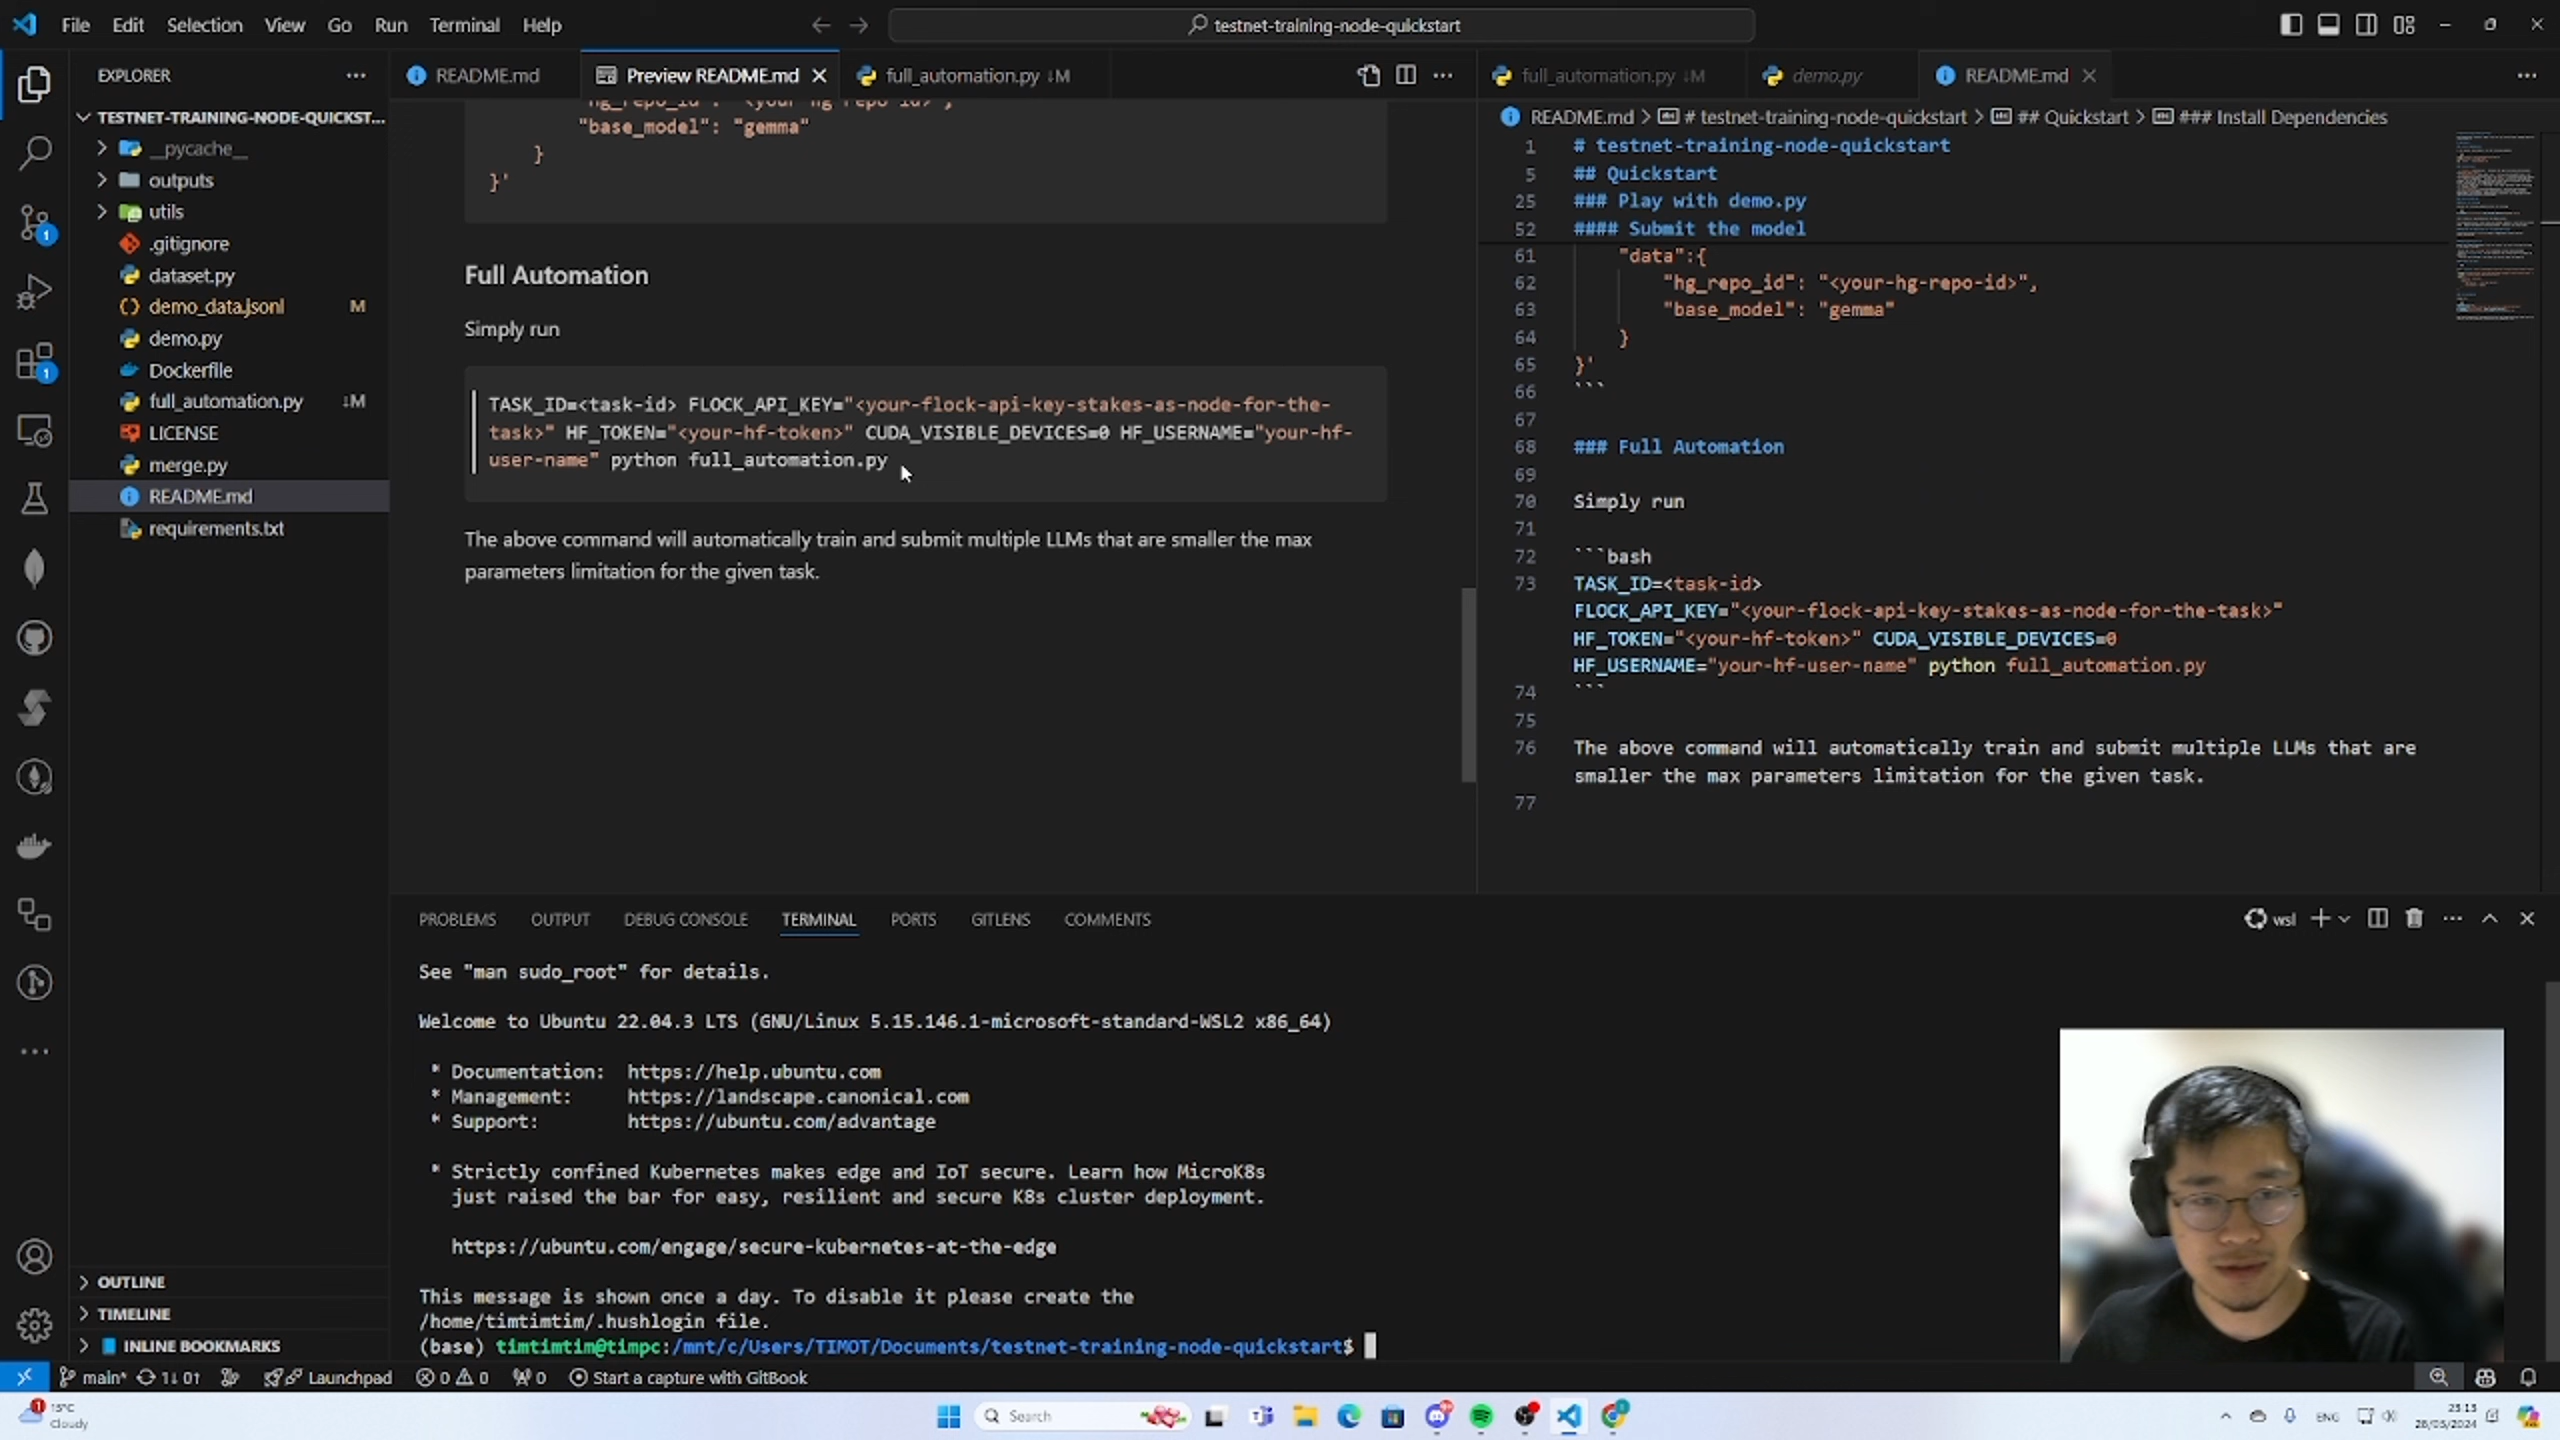 File Edit Selection View Go Run Terminal Help
testnet-training-node-quickstart
EXPLORER
TESTNET-TRAINING-NODE-QUICKST...
__pycache__
outputs
utils
.gitignore
dataset.py
demo_data.jsonl M
demo.py
Dockerfile
full_automation.py ↓M
LICENSE
merge.py
README.md
requirements.txt
OUTLINE
TIMELINE
INLINE BOOKMARKS
README.md
Preview README.md
full_automation.py ↓M
"hg_repo_id": "<your-hg-repo-id>",
"base_model": "gemma"
}
}'
Full Automation
Simply run
TASK_ID=<task-id> FLOCK_API_KEY="<your-flock-api-key-stakes-as-node-for-the-
task>" HF_TOKEN="<your-hf-token>" CUDA_VISIBLE_DEVICES=0 HF_USERNAME="your-hf-
user-name" python full_automation.py
The above command will automatically train and submit multiple LLMs that are smaller the max
parameters limitation for the given task.
full_automation.py ↓M
demo.py
README.md
README.md > # testnet-training-node-quickstart > ## Quickstart > ### Install Dependencies
1 # testnet-training-node-quickstart
5 ## Quickstart
25 ### Play with demo.py
52 #### Submit the model
61 "data":{
62 "hg_repo_id": "<your-hg-repo-id>",
63 "base_model": "gemma"
64 }
65 }'
66 ```
67
68 ### Full Automation
69
70 Simply run
71
72 ```bash
73 TASK_ID=<task-id>
FLOCK_API_KEY="<your-flock-api-key-stakes-as-node-for-the-task>"
HF_TOKEN="<your-hf-token>" CUDA_VISIBLE_DEVICES=0
HF_USERNAME="your-hf-user-name" python full_automation.py
74 ```
75
76 The above command will automatically train and submit multiple LLMs that are
smaller the max parameters limitation for the given task.
77
PROBLEMS OUTPUT DEBUG CONSOLE TERMINAL PORTS GITLENS COMMENTS
wsl
See "man sudo_root" for details.
Welcome to Ubuntu 22.04.3 LTS (GNU/Linux 5.15.146.1-microsoft-standard-WSL2 x86_64)
* Documentation: https://help.ubuntu.com
* Management: https://landscape.canonical.com
* Support: https://ubuntu.com/advantage
* Strictly confined Kubernetes makes edge and IoT secure. Learn how MicroK8s
just raised the bar for easy, resilient and secure K8s cluster deployment.
https://ubuntu.com/engage/secure-kubernetes-at-the-edge
This message is shown once a day. To disable it please create the
/home/timtimtim/.hushlogin file.
(base) timtimtim@timpc:/mnt/c/Users/TIMOT/Documents/testnet-training-node-quickstart$
main* 1↓ 0↑ Launchpad 0 0 0 Start a capture with GitBook
15°C
Cloudy
Search
ENG
23:13
28/05/2024